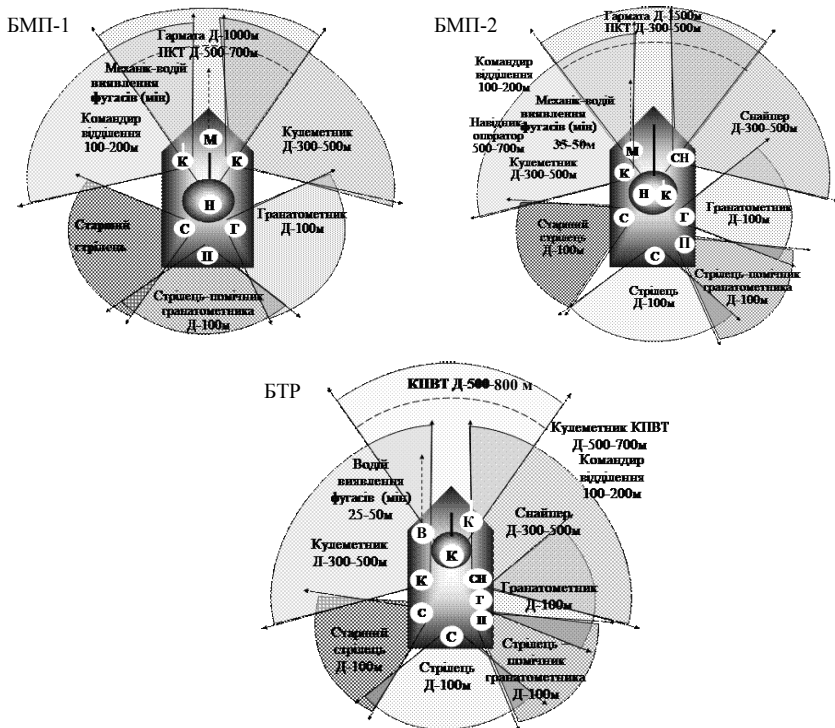 БМП-1
Гармата Д-1000м
ПКТ Д-500-700м
Механік-водій
виявлення
фугасів (мін)
Командир
відділення
100-200м
Кулеметник
Д-300-500м
М
К
К
Н
С
Г
П
Старший
стрілець
Гранатометник
Д-100м
Стрілець-помічник
гранатометника
Д-100м
БМП-2
Гармата Д-1500м
ПКТ Д-300-500м
Командир
відділення
100-200м
Механік-водій
виявлення
фугасів (мін)
35-50м
Навідник-
оператор
500-700м
Кулеметник
Д-300-500м
Снайпер
Д-300-500м
М
К
СН
Н
К
С
Г
П
С
Старший
стрілець
Д-100м
Гранатометник
Д-100м
Стрілець-помічник
гранатометника
Д-100м
Стрілець
Д-100м
БТР
КПВТ Д-500-800 м
Кулеметник КПВТ
Д-500-700м
Командир
відділення
100-200м
Водій
виявлення
фугасів (мін)
25-50м
Снайпер
Д-300-500м
Кулеметник
Д-300-500м
В
К
К
К
СН
Г
С
П
С
Гранатометник
Д-100м
Старший
стрілець
Д-100м
Стрілець
Д-100м
Стрілець –
помічник
гранатометника
Д-100м